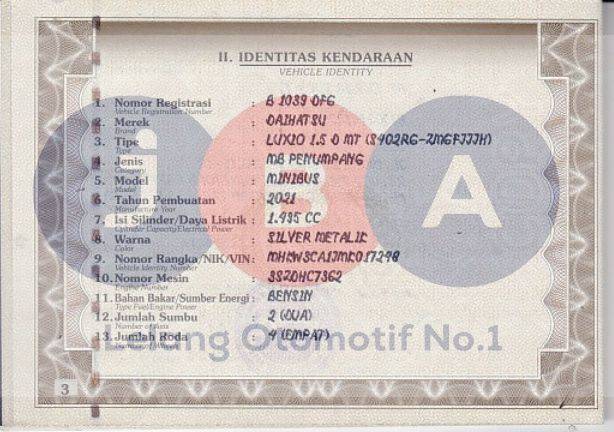 II. IDENTITAS KENDARAAN
VEHICLE IDENTITY
1. Nomor Registrasi : B 1039 DFG
Vehicle Registration Number
2. Merek : DAIHATSU
Brand
3. Tipe : LUXIO 1.5 D MT (S402RG-ZMGFJJJH)
Type
4. Jenis : MB PENUMPANG
Category
5. Model : MINIBUS
Model
6. Tahun Pembuatan : 2021
Manufacture Year
7. Isi Silinder/Daya Listrik : 1.495 CC
Cylinder Capacity/Electrical Power
8. Warna : SILVER METALIK
Color
9. Nomor Rangka/NIK/VIN : MHKW3CA1JMK017248
Vehicle Identity Number
10. Nomor Mesin : 3SZDHC7362
Engine Number
11. Bahan Bakar/Sumber Energi : BENSIN
Type Fuel/Engine Power
12. Jumlah Sumbu : 2 (DUA)
Number of Axis
13. Jumlah Roda : 4 (EMPAT)
3
JBA
Lelang Otomotif No.1